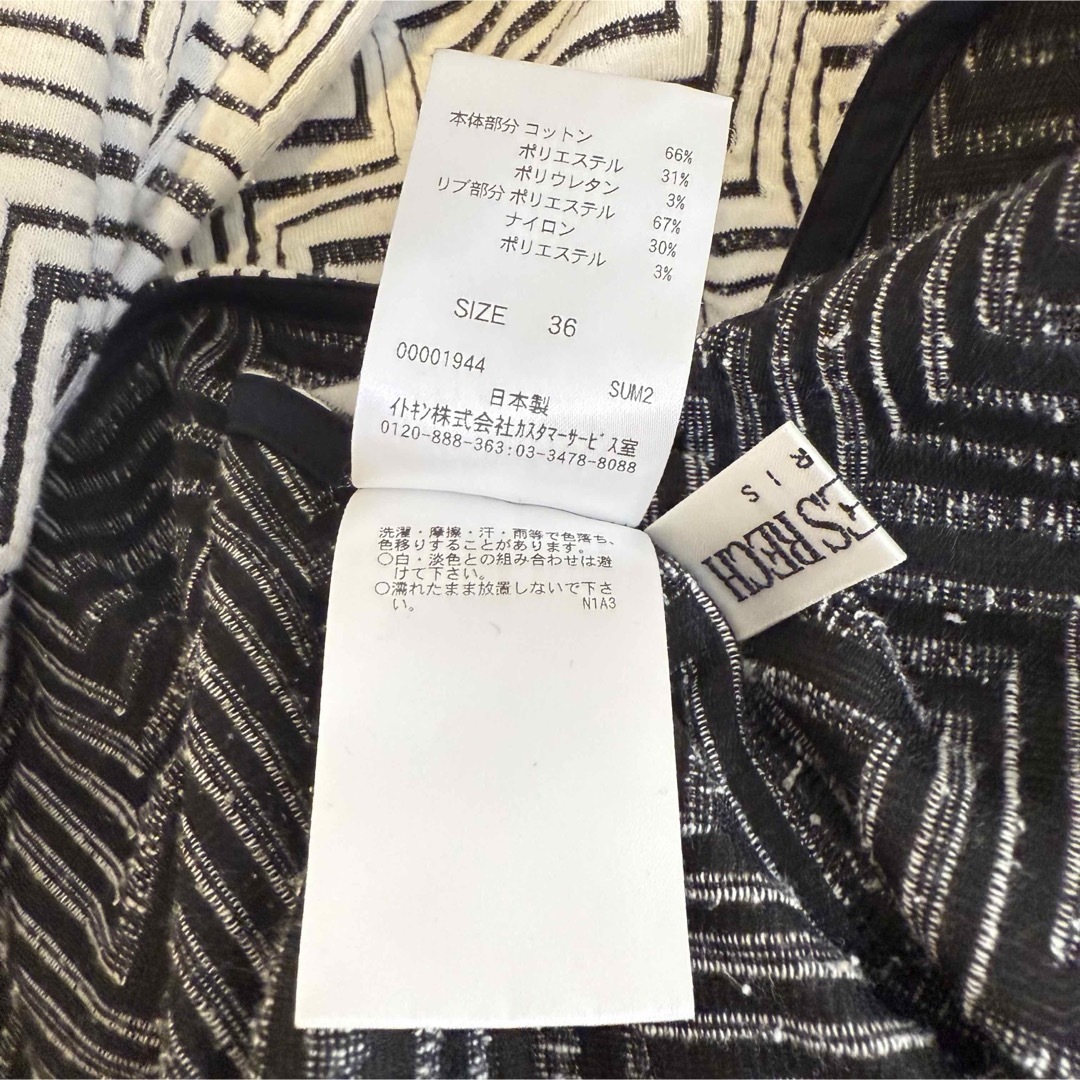 本体部分 コットン 66%
ポリエステル 31%
ポリウレタン 3%
リブ部分 ポリエステル 67%
ナイロン 30%
ポリエステル 3%
SIZE 36
00001944 SUM2
日本製
イトキン株式会社カスタマーサービス室
0120-888-363:03-3478-8088
洗濯・摩擦・汗・雨等で色落ち、
色移りすることがあります。
○白・淡色との組み合わせは避
けて下さい。
○濡れたまま放置しないで下さ
い。 N1A3
ES RECH
R I S